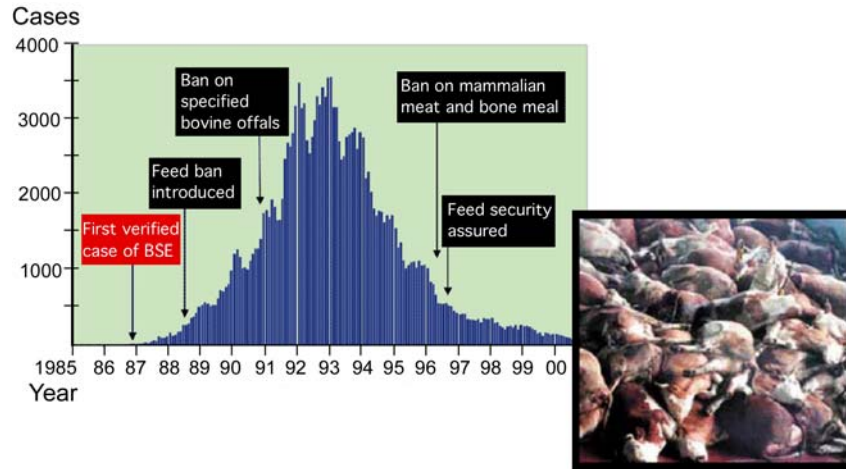 Cases
4000
3000
2000
1000
Ban on
specified
bovine offals
Ban on mammalian
meat and bone meal
Feed ban
introduced
Feed security
assured
First verified
case of BSE
1985 86 87 88 89 90 91 92 93 94 95 96 97 98 99 00
Year